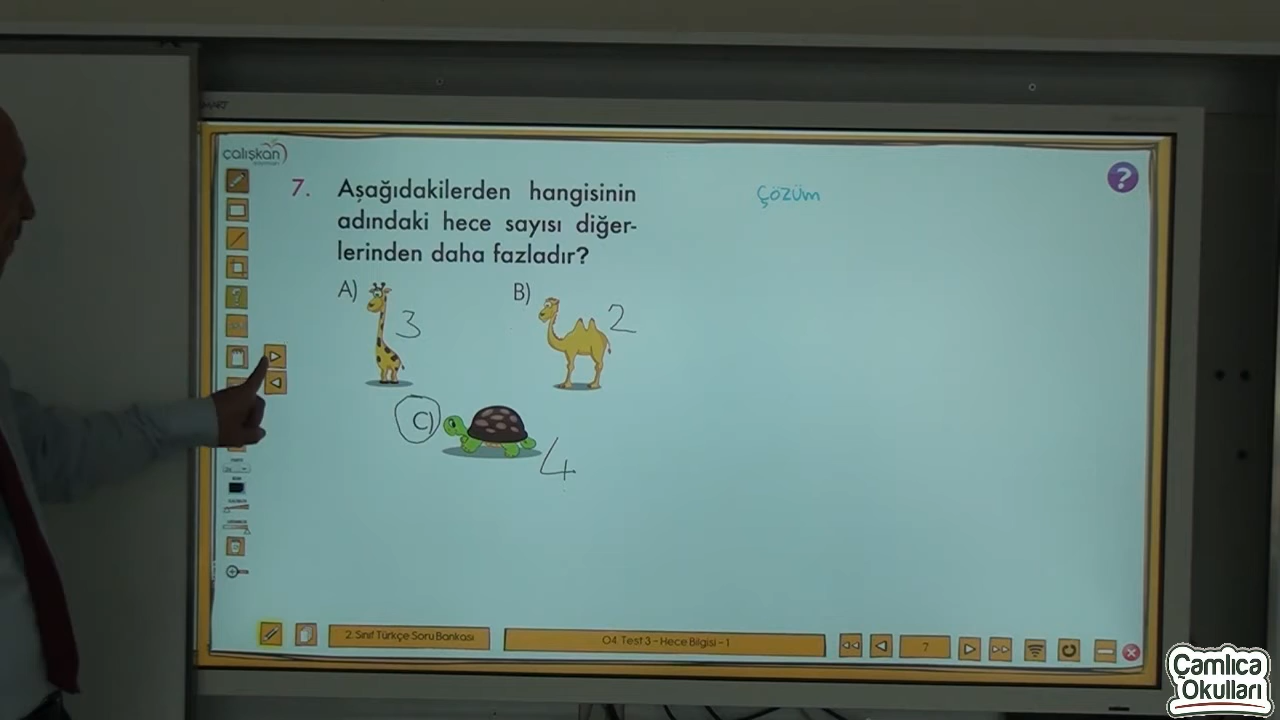 SMART
çalışkan
7. Aşağıdakilerden hangisinin
adındaki hece sayısı diğer-
lerinden daha fazladır?
Çözüm
?
A)
3
B)
2
C)
4
2. Sınıf Türkçe Soru Bankası
04. Test 3 - Hece Bilgisi - 1
7
Çamlıca
Okulları